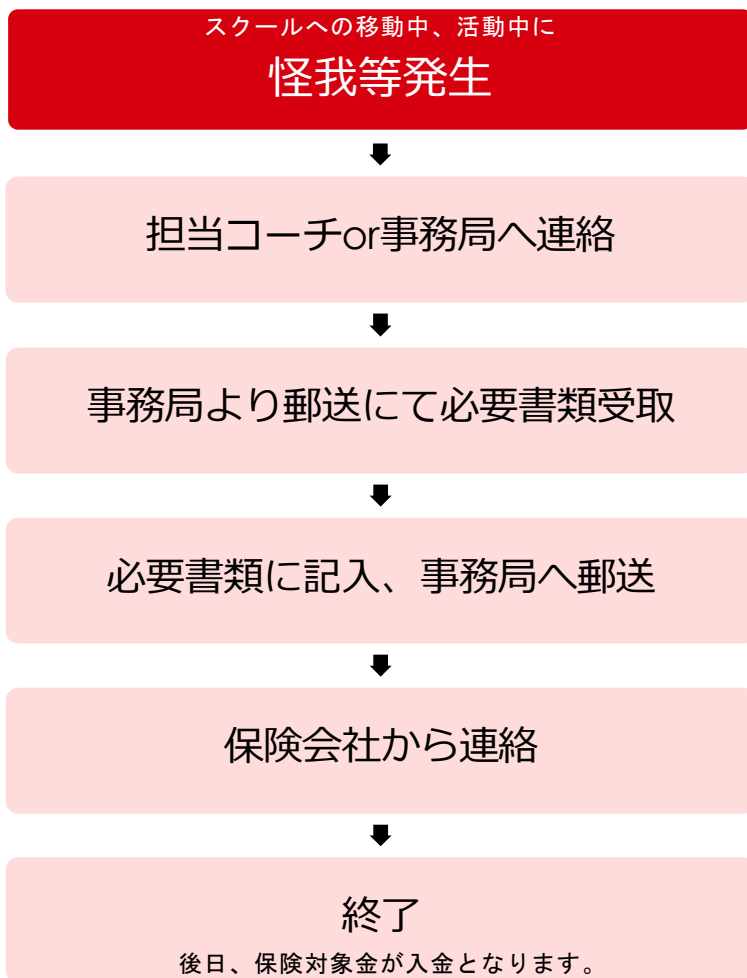 スクールへの移動中、活動中に
怪我等発生
担当コーチor事務局へ連絡
事務局より郵送にて必要書類受取
必要書類に記入、事務局へ郵送
保険会社から連絡
終了
後日、保険対象金が入金となります。